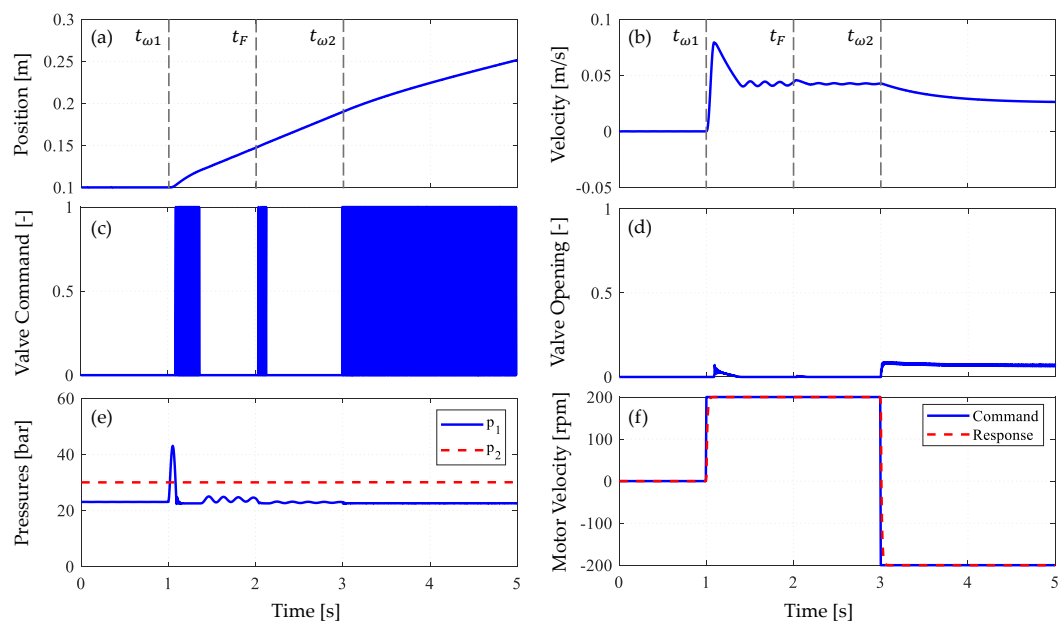 (a)
t_ω1
t_F
t_ω2
Position [m]
0.3
0.25
0.2
0.15
0.1
(b)
t_ω1
t_F
t_ω2
Velocity [m/s]
0.1
0.05
0
-0.05
(c)
Valve Command [-]
1
0.5
0
(d)
Valve Opening [-]
1
0.5
0
(e)
Pressures [bar]
60
40
20
0
p_1
p_2
0 1 2 3 4 5
Time [s]
(f)
Motor Velocity [rpm]
200
100
0
-100
-200
Command
Response
0 1 2 3 4 5
Time [s]